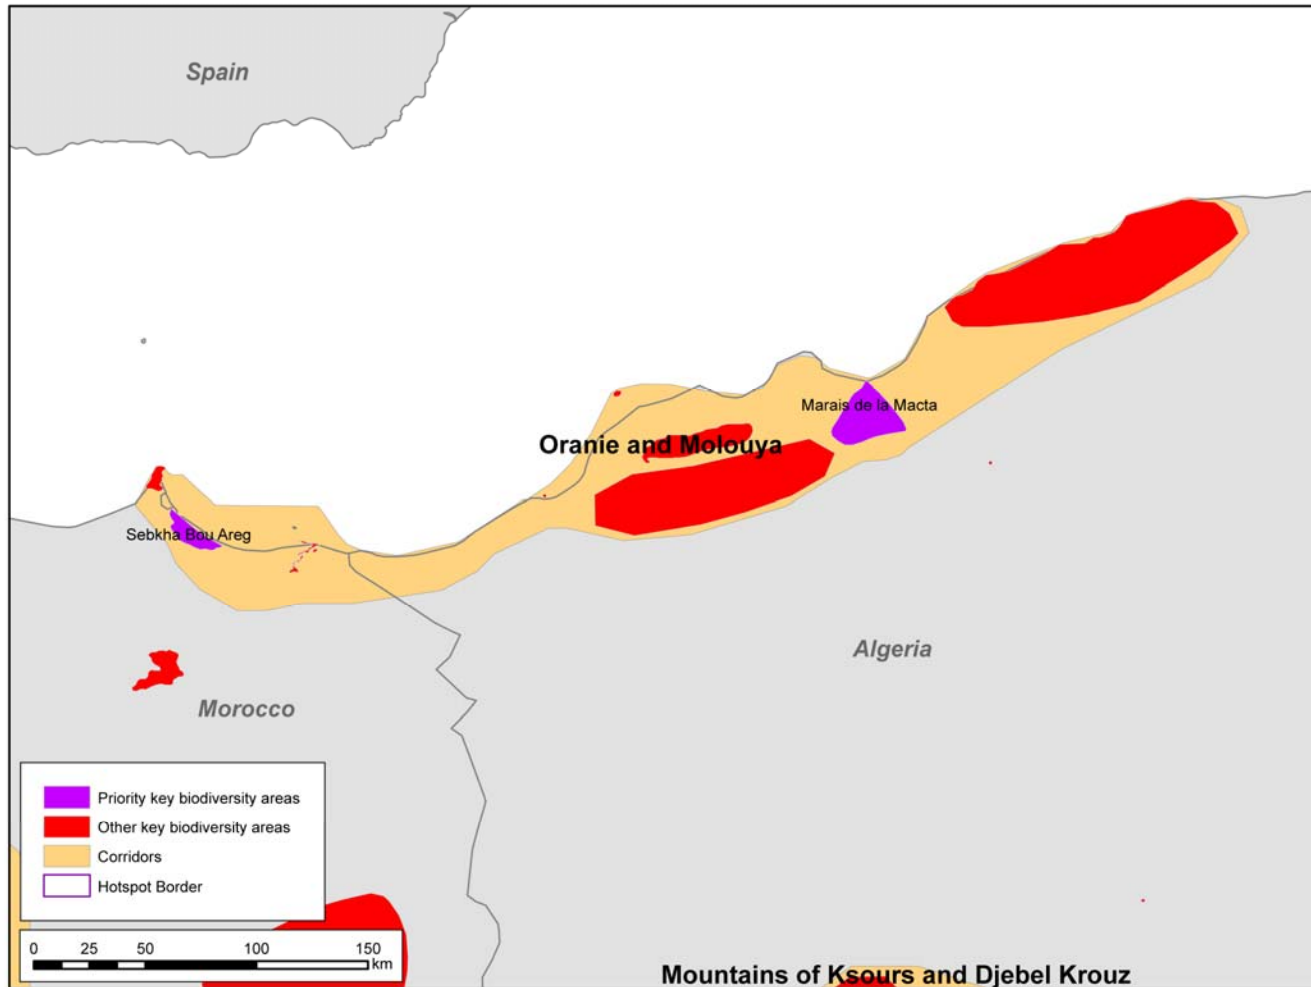 Spain
Marais de la Macta
Oranie and Molouya
Sebkha Bou Areg
Algeria
Morocco
Priority key biodiversity areas
Other key biodiversity areas
Corridors
Hotspot Border
0 25 50 100 150
km
Mountains of Ksours and Djebel Krouz